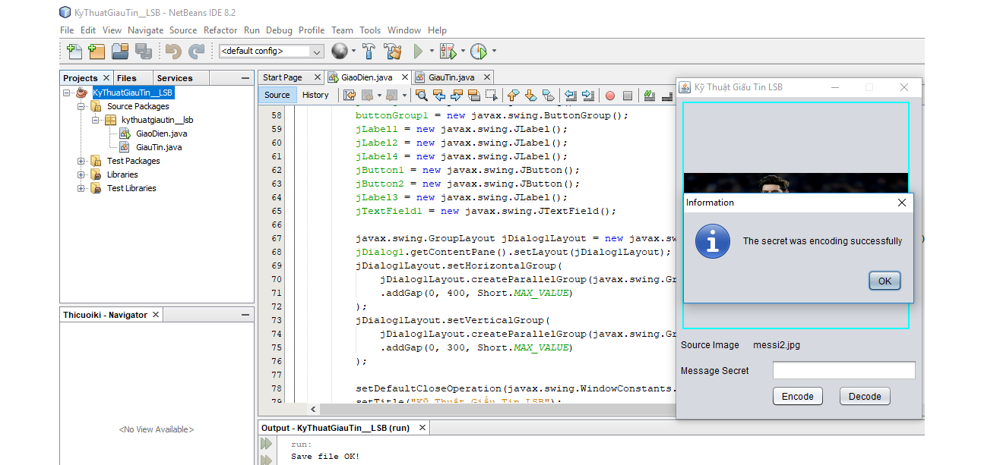 KyThuatGiauTin__LSB - NetBeans IDE 8.2
File Edit View Navigate Source Refactor Run Debug Profile Team Tools Window Help
<default config>
Projects Files Services
KyThuatGiauTin__LSB
Source Packages
kythuatgiautin__lsb
GiaoDien.java
GiauTin.java
Test Packages
Libraries
Test Libraries
Thicuoiki - Navigator
<No View Available>
Start Page GiaoDien.java GiauTin.java
Source History
58 buttonGroup1 = new javax.swing.ButtonGroup();
59 jLabel1 = new javax.swing.JLabel();
60 jLabel2 = new javax.swing.JLabel();
61 jLabel4 = new javax.swing.JLabel();
62 jButton1 = new javax.swing.JButton();
63 jButton2 = new javax.swing.JButton();
64 jLabel3 = new javax.swing.JLabel();
65 jTextField1 = new javax.swing.JTextField();
66
67 javax.swing.GroupLayout jDialog1Layout = new javax.sw
68 jDialog1.getContentPane().setLayout(jDialog1Layout);
69 jDialog1Layout.setHorizontalGroup(
70 jDialog1Layout.createParallelGroup(javax.swing.Gr
71 .addGap(0, 400, Short.MAX_VALUE)
72 );
73 jDialog1Layout.setVerticalGroup(
74 jDialog1Layout.createParallelGroup(javax.swing.Gr
75 .addGap(0, 300, Short.MAX_VALUE)
76 );
77
78 setDefaultCloseOperation(javax.swing.WindowConstants.
79 setTitle("Kỹ Thuật Giấu Tin LSB");
Output - KyThuatGiauTin__LSB (run)
run:
Save file OK!
Kỹ Thuật Giấu Tin LSB
Information
The secret was encoding successfully
OK
Source Image messi2.jpg
Message Secret
Encode Decode